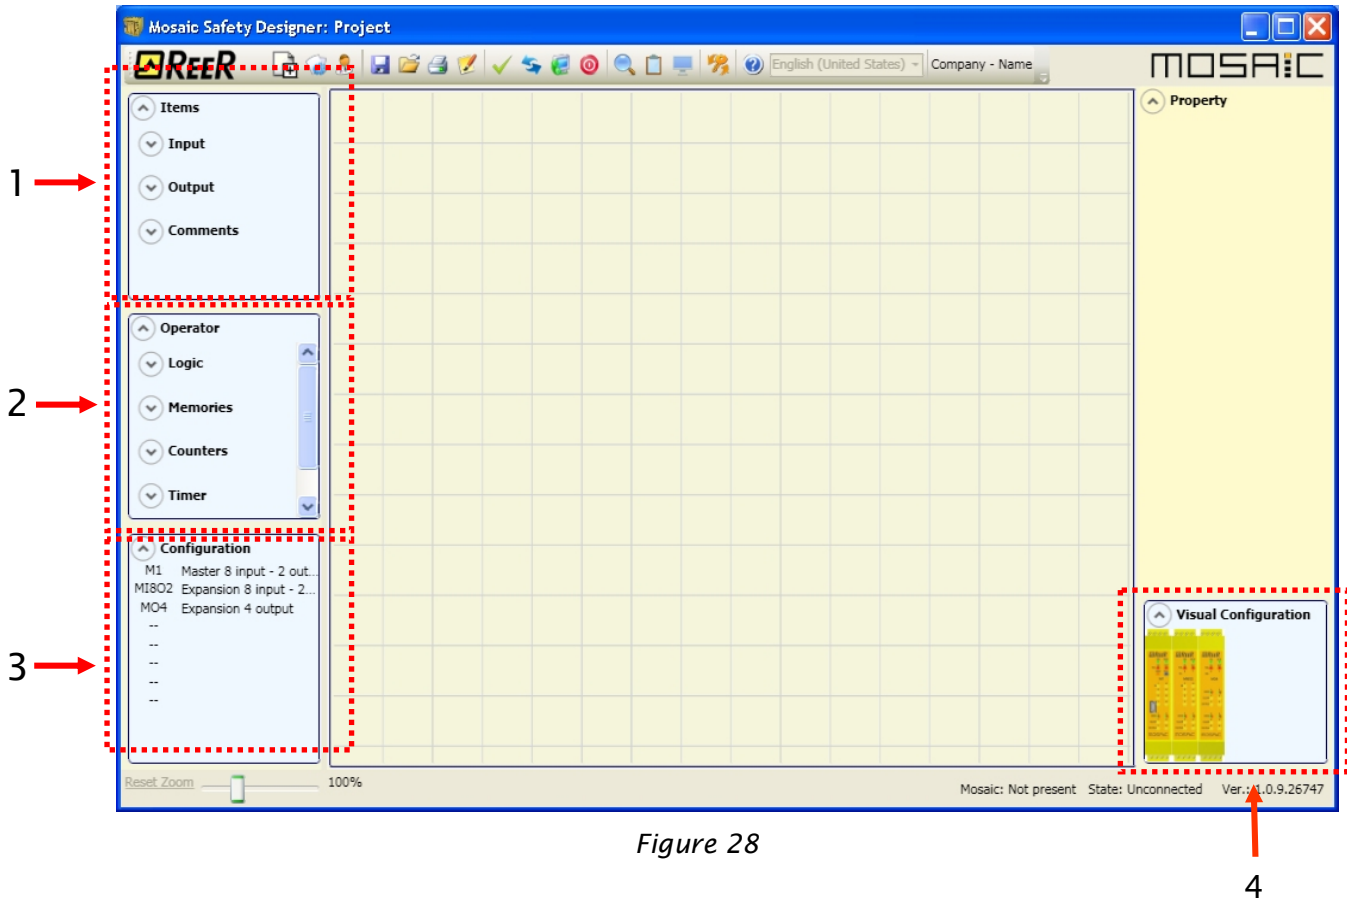 Mosaic Safety Designer: Project
REER
English (United States)
Company - Name
MOSAIC
Items
Input
Output
Comments
1
Operator
Logic
Memories
Counters
Timer
2
Configuration
M1 Master 8 input - 2 out...
MI8O2 Expansion 8 input - 2...
MO4 Expansion 4 output
--
--
--
--
--
3
Property
Visual Configuration
Reset Zoom
100%
Mosaic: Not present State: Unconnected Ver.: 1.0.9.26747
Figure 28
4